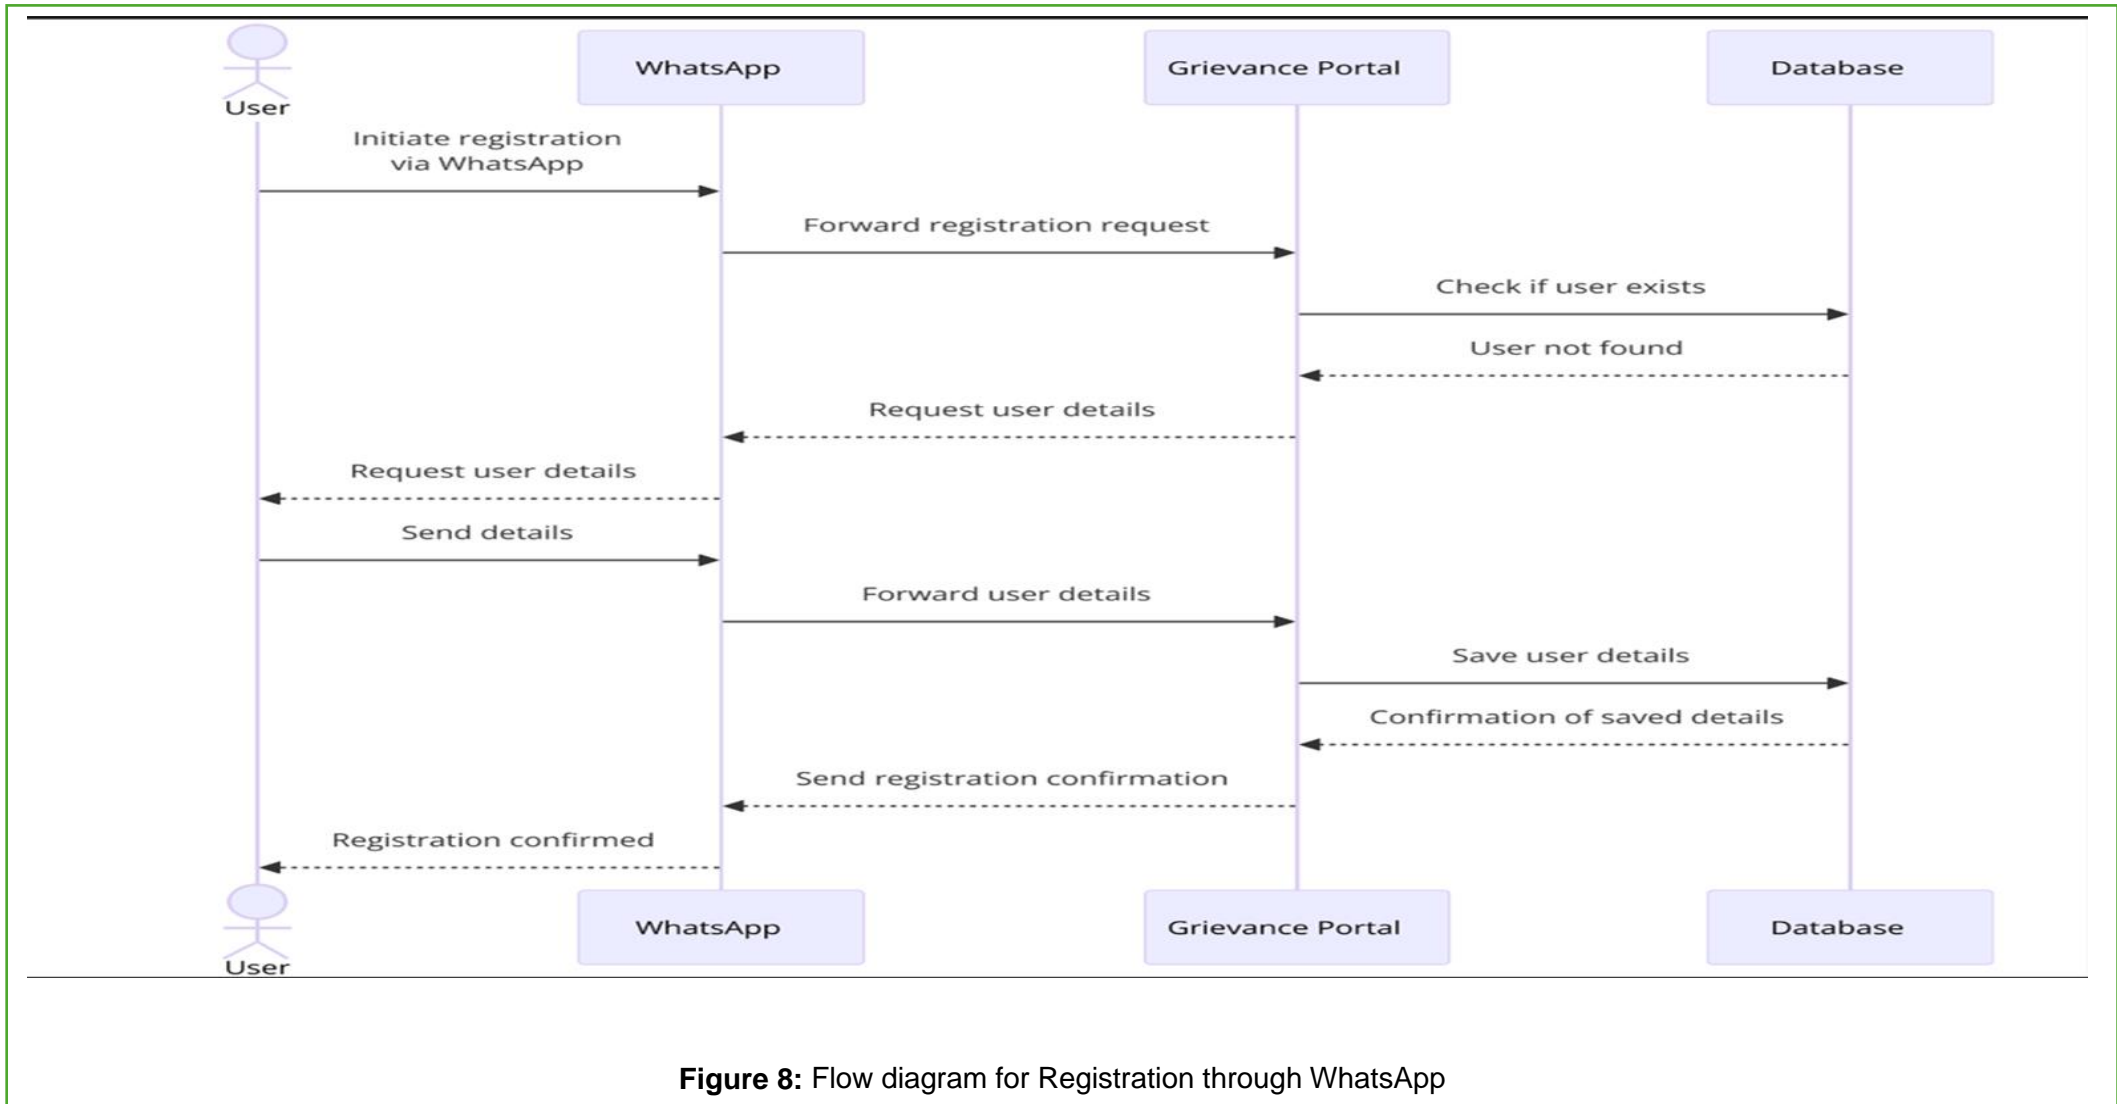 WhatsApp
Grievance Portal
Database
User
Initiate registration
via WhatsApp
Forward registration request
Check if user exists
User not found
Request user details
Request user details
Send details
Forward user details
Save user details
Confirmation of saved details
Send registration confirmation
Registration confirmed
WhatsApp
Grievance Portal
Database
User
Figure 8: Flow diagram for Registration through WhatsApp